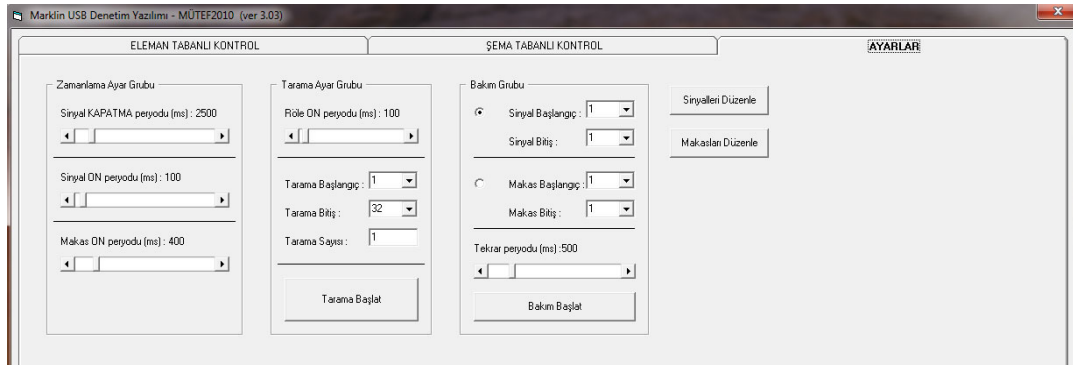 Marklin USB Denetim Yazılımı - MÜTEF2010 (ver 3.03)
ELEMAN TABANLI KONTROL
ŞEMA TABANLI KONTROL
AYARLAR
Zamanlama Ayar Grubu
Sinyal KAPATMA peryodu (ms) : 2500
Sinyal ON peryodu (ms) : 100
Makas ON peryodu (ms) : 400
Tarama Ayar Grubu
Röle ON peryodu (ms) : 100
Tarama Başlangıç : 1
Tarama Bitiş : 32
Tarama Sayısı : 1
Tarama Başlat
Bakım Grubu
Sinyal Başlangıç : 1
Sinyal Bitiş : 1
Makas Başlangıç : 1
Makas Bitiş : 1
Tekrar peryodu (ms) :500
Bakım Başlat
Sinyalleri Düzenle
Makasları Düzenle